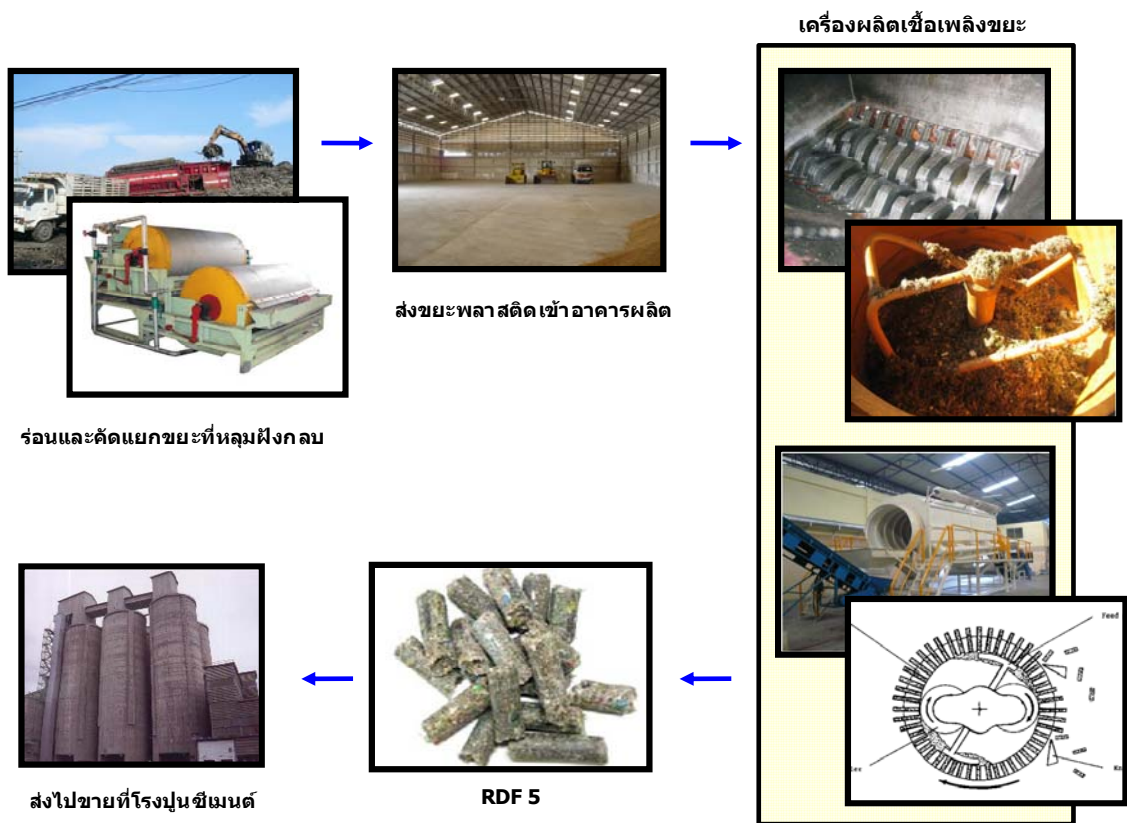 เครื่องผลิตเชื้อเพลิงขยะ
ส่งขยะพลาสติดเข้าอาคารผลิต
ร่อนและคัดแยกขยะที่หลุมฝังกลบ
Feed
ส่งไปขายที่โรงปูนซีเมนต์
RDF 5